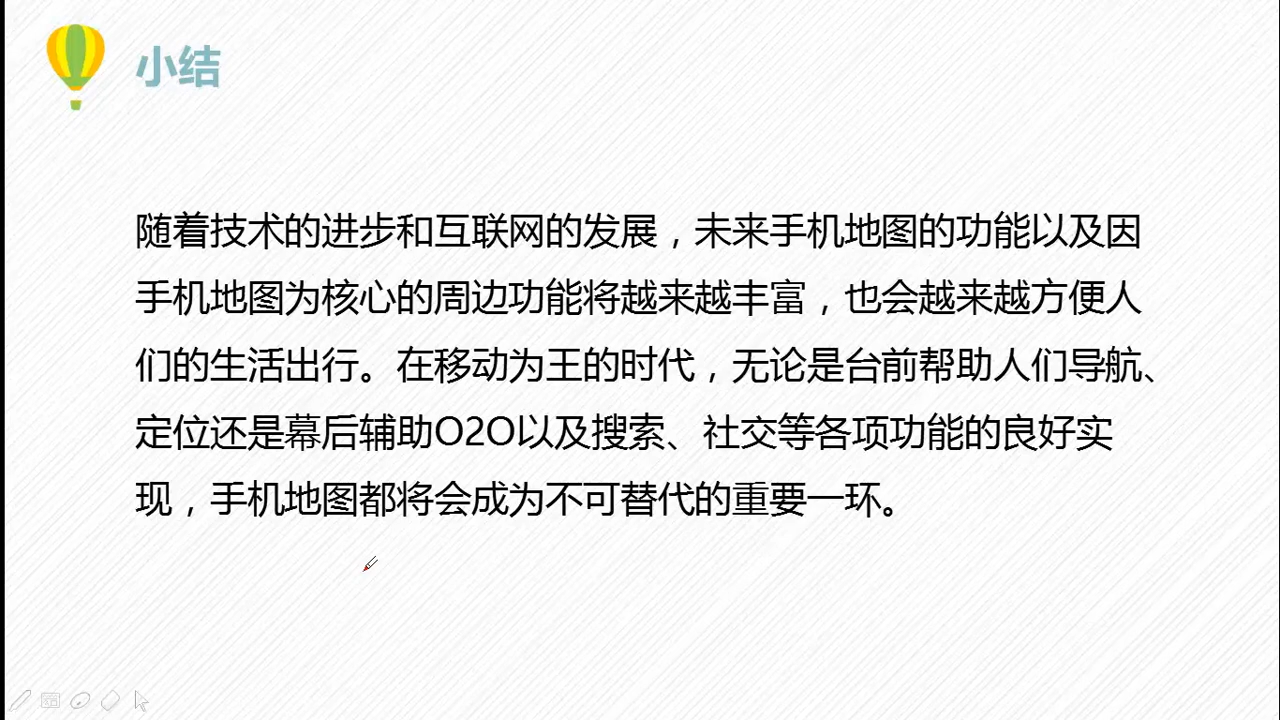 小结
随着技术的进步和互联网的发展，未来手机地图的功能以及因
手机地图为核心的周边功能将越来越丰富，也会越来越方便人
们的生活出行。在移动为王的时代，无论是台前帮助人们导航、
定位还是幕后辅助O2O以及搜索、社交等各项功能的良好实
现，手机地图都将会成为不可替代的重要一环。